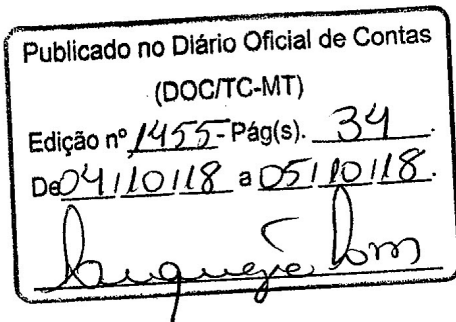 Publicado no Diário Oficial de Contas
(DOC/TC-MT)
Edição nº 1455-Pág(s). 34.
De 04/10/18 a 05/10/18.